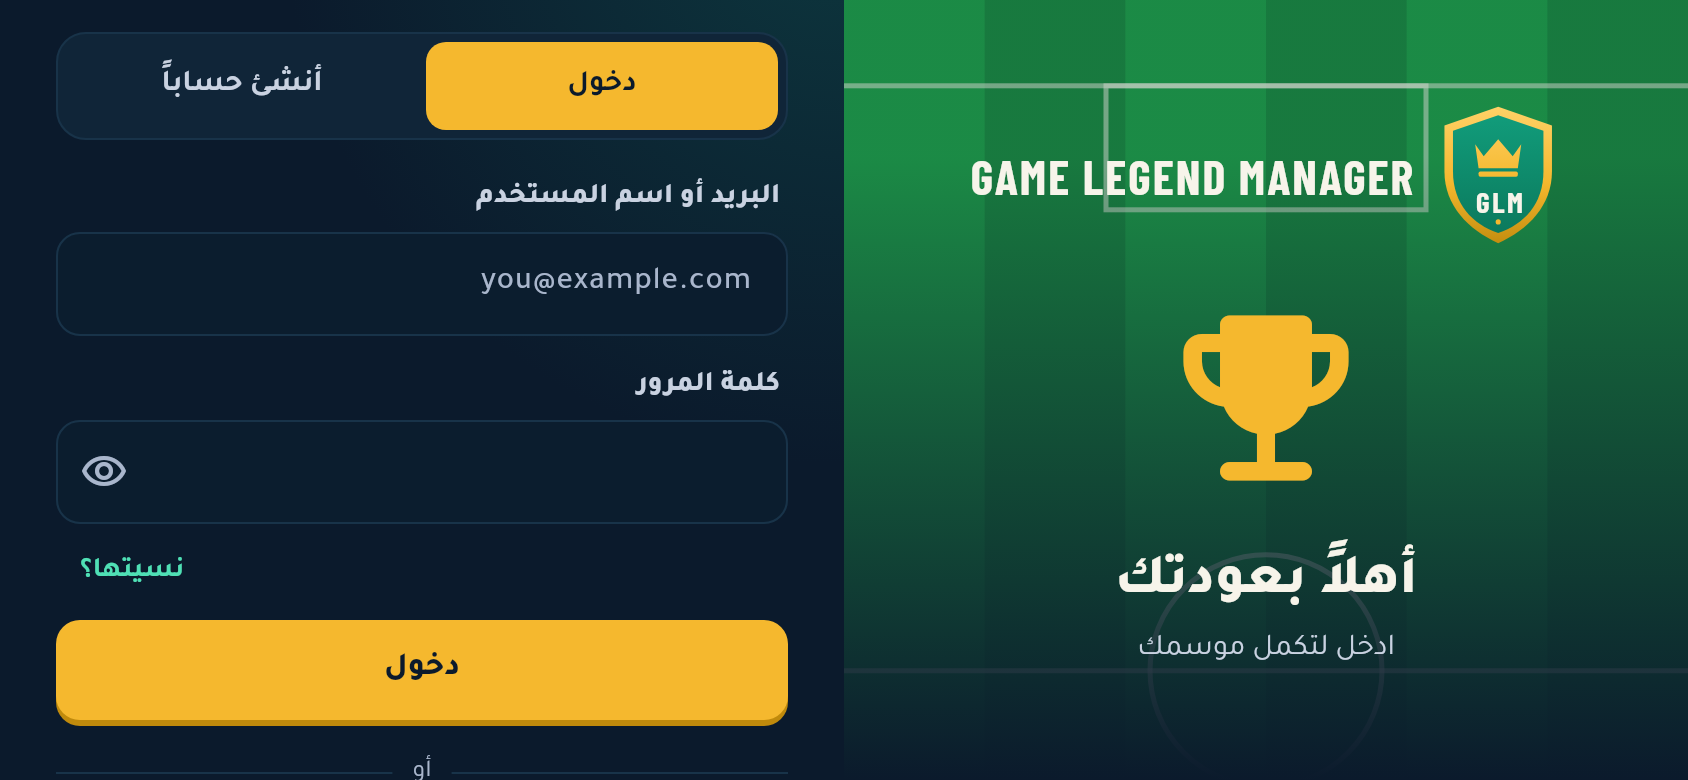 GAME LEGEND MANAGER
GLM
أهلاً بعودتك
ادخل لتكمل موسمك
دخول
أنشئ حساباً
البريد أو اسم المستخدم
you@example.com
كلمة المرور
نسيتها؟
دخول
أو